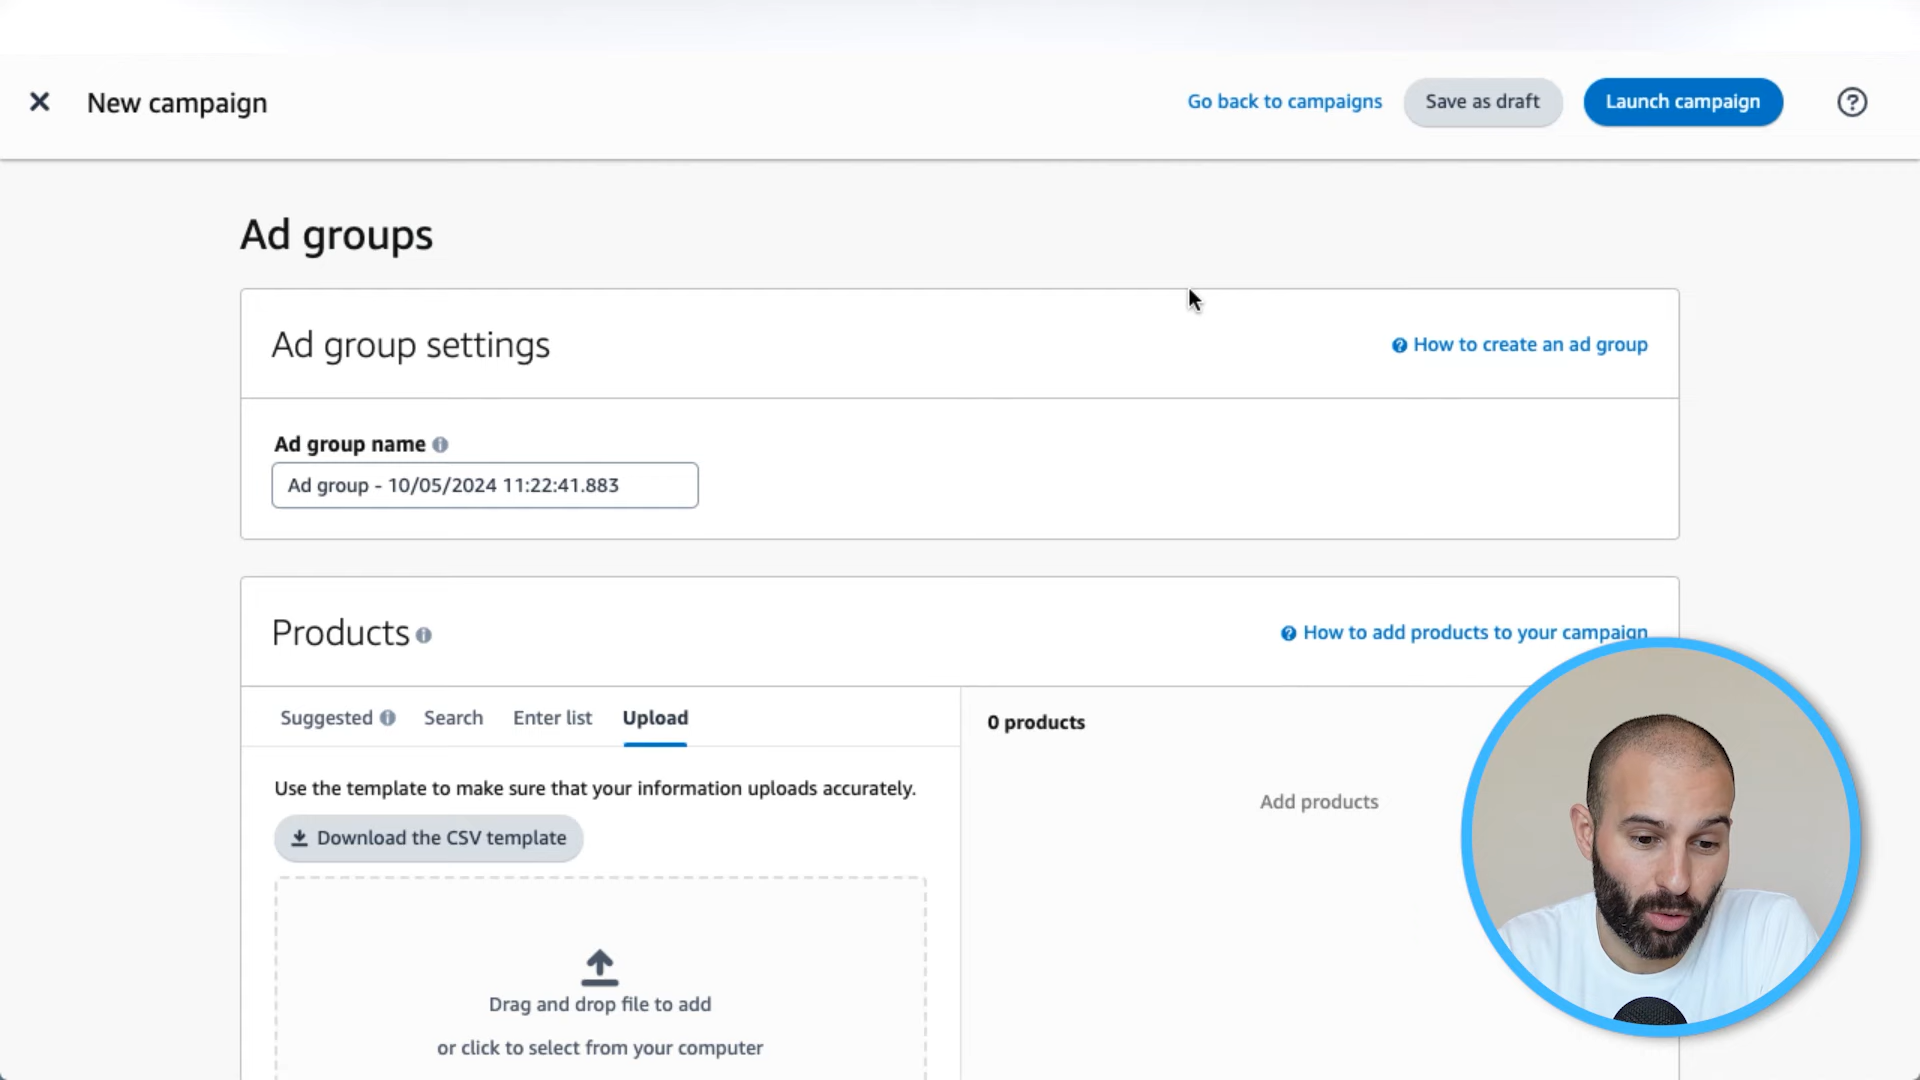 New campaign
Go back to campaigns
Save as draft
Launch campaign
Ad groups
Ad group settings
How to create an ad group
Ad group name
Ad group - 10/05/2024 11:22:41.883
Products
How to add products to your campaign
Suggested
Search
Enter list
Upload
0 products
Use the template to make sure that your information uploads accurately.
Add products
Download the CSV template
Drag and drop file to add
or click to select from your computer